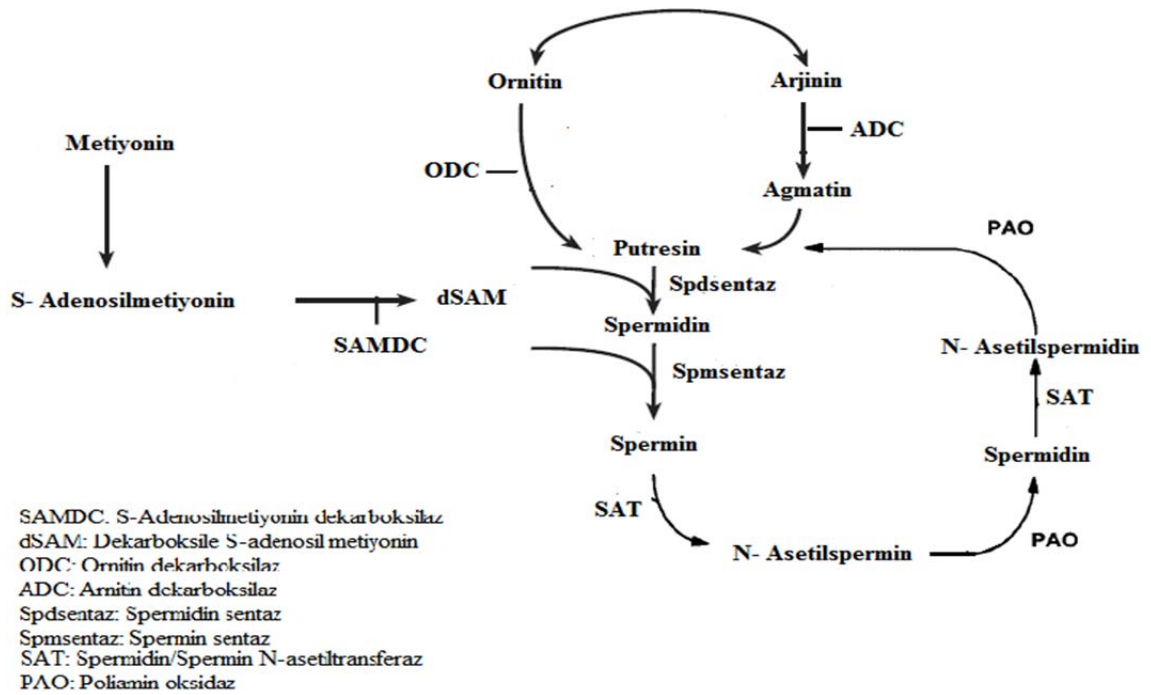 Ornitin
Arjinin
Metiyonin
ADC
ODC
Agmatin
PAO
Putresin
Spdsentaz
S- Adenosilmetiyonin
dSAM
Spermidin
SAMDC
N- Asetilspermidin
Spmsentaz
SAT
Spermin
Spermidin
SAT
N- Asetilspermin
PAO
SAMDC. S-Adenosilmetiyonin dekarboksilaz
dSAM: Dekarboksile S-adenosil metiyonin
ODC: Ornitin dekarboksilaz
ADC: Arnitin dekarboksilaz
Spdsentaz: Spermidin sentaz
Spmsentaz: Spermin sentaz
SAT: Spermidin/Spermin N-asetiltransferaz
PAO: Poliamin oksidaz